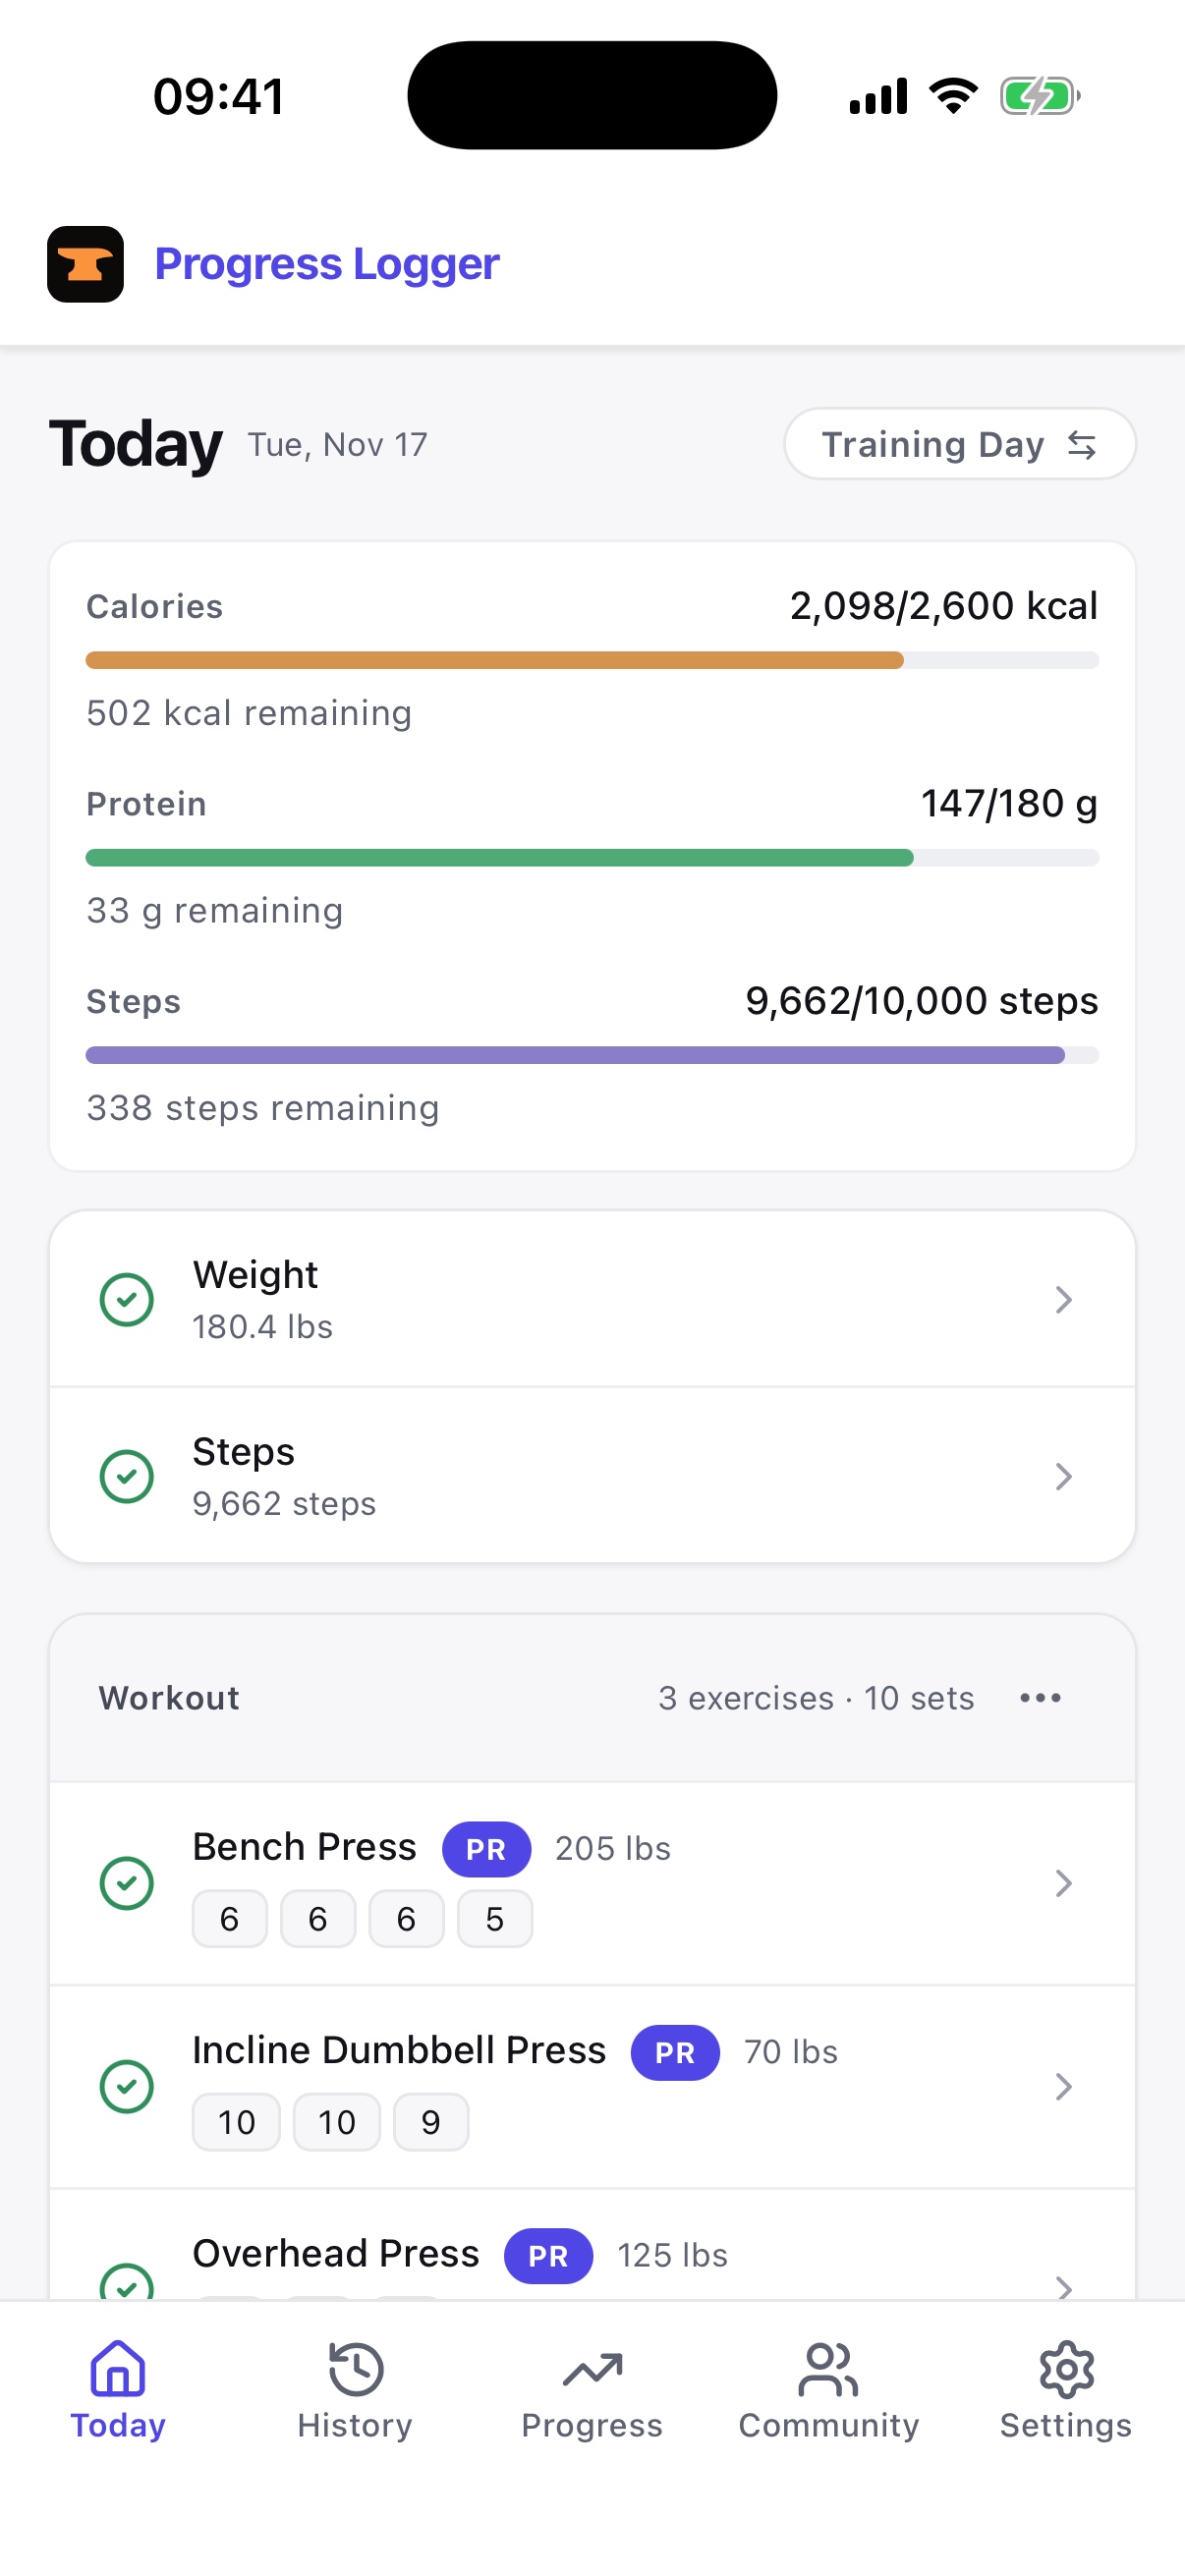 09:41
Progress Logger
Today Tue, Nov 17 Training Day
Calories 2,098/2,600 kcal
502 kcal remaining
Protein 147/180 g
33 g remaining
Steps 9,662/10,000 steps
338 steps remaining
Weight
180.4 lbs
Steps
9,662 steps
Workout 3 exercises · 10 sets
Bench Press PR 205 lbs
6 6 6 5
Incline Dumbbell Press PR 70 lbs
10 10 9
Overhead Press PR 125 lbs
Today History Progress Community Settings